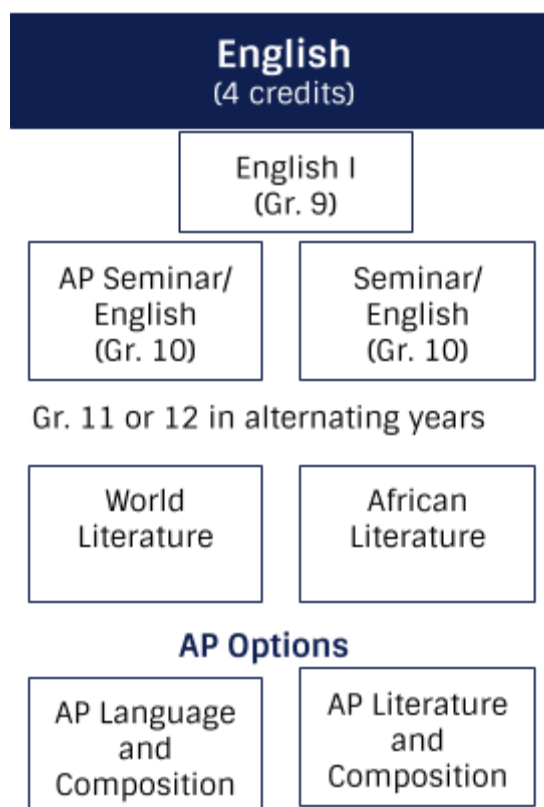 English
(4 credits)
English I
(Gr. 9)
AP Seminar/
English
(Gr. 10)
Seminar/
English
(Gr. 10)
Gr. 11 or 12 in alternating years
World
Literature
African
Literature
AP Options
AP Language
and
Composition
AP Literature
and
Composition